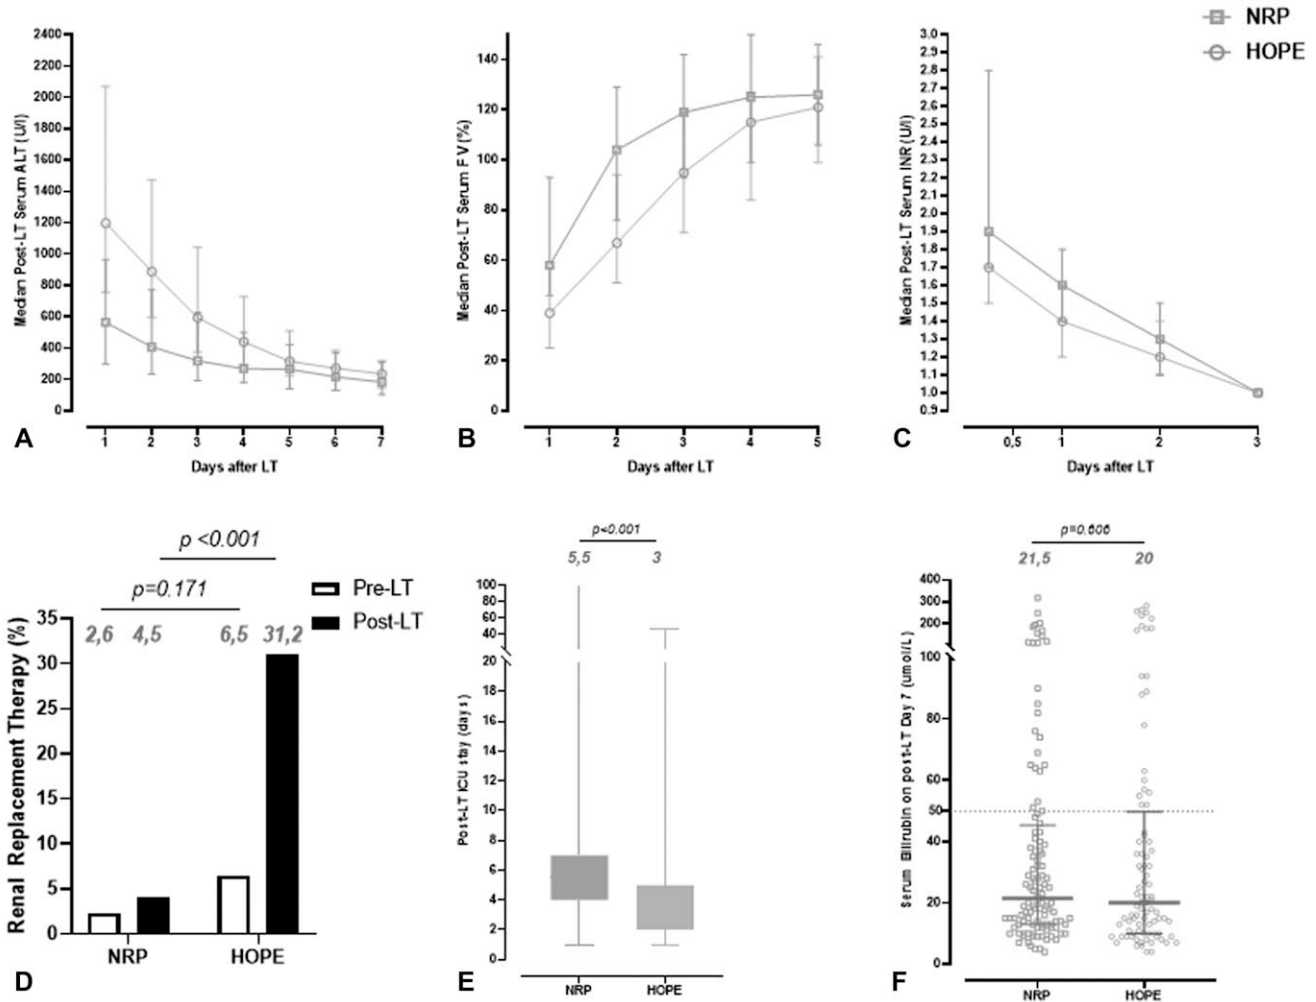 NRP
HOPE
Median Post-LT Serum ALT (U/l)
2400
2200
2000
1800
1600
1400
1200
1000
800
600
400
200
0
1 2 3 4 5 6 7
Days after LT
A
Median Post-LT Serum FV (%)
140
120
100
80
60
40
20
0
1 2 3 4 5
Days after LT
B
Median Post-LT Serum INR (U/l)
3.0
2.9
2.8
2.7
2.6
2.5
2.4
2.3
2.2
2.1
2.0
1.9
1.8
1.7
1.6
1.5
1.4
1.3
1.2
1.1
1.0
0.9
0,5 1 2 3
Days after LT
C
p <0.001
p=0.171
Pre-LT
Post-LT
2,6 4,5 6,5 31,2
Renal Replacement Therapy (%)
35
30
25
20
15
10
5
0
NRP HOPE
D
p<0.001
5,5 3
Post-LT ICU stay (days)
100
80
60
40
20
18
16
14
12
10
8
6
4
2
0
NRP HOPE
E
p=0.606
21,5 20
Serum Bilirubin on post-LT Day 7 (umol/L)
400
300
200
100
80
60
50
40
20
0
NRP HOPE
F